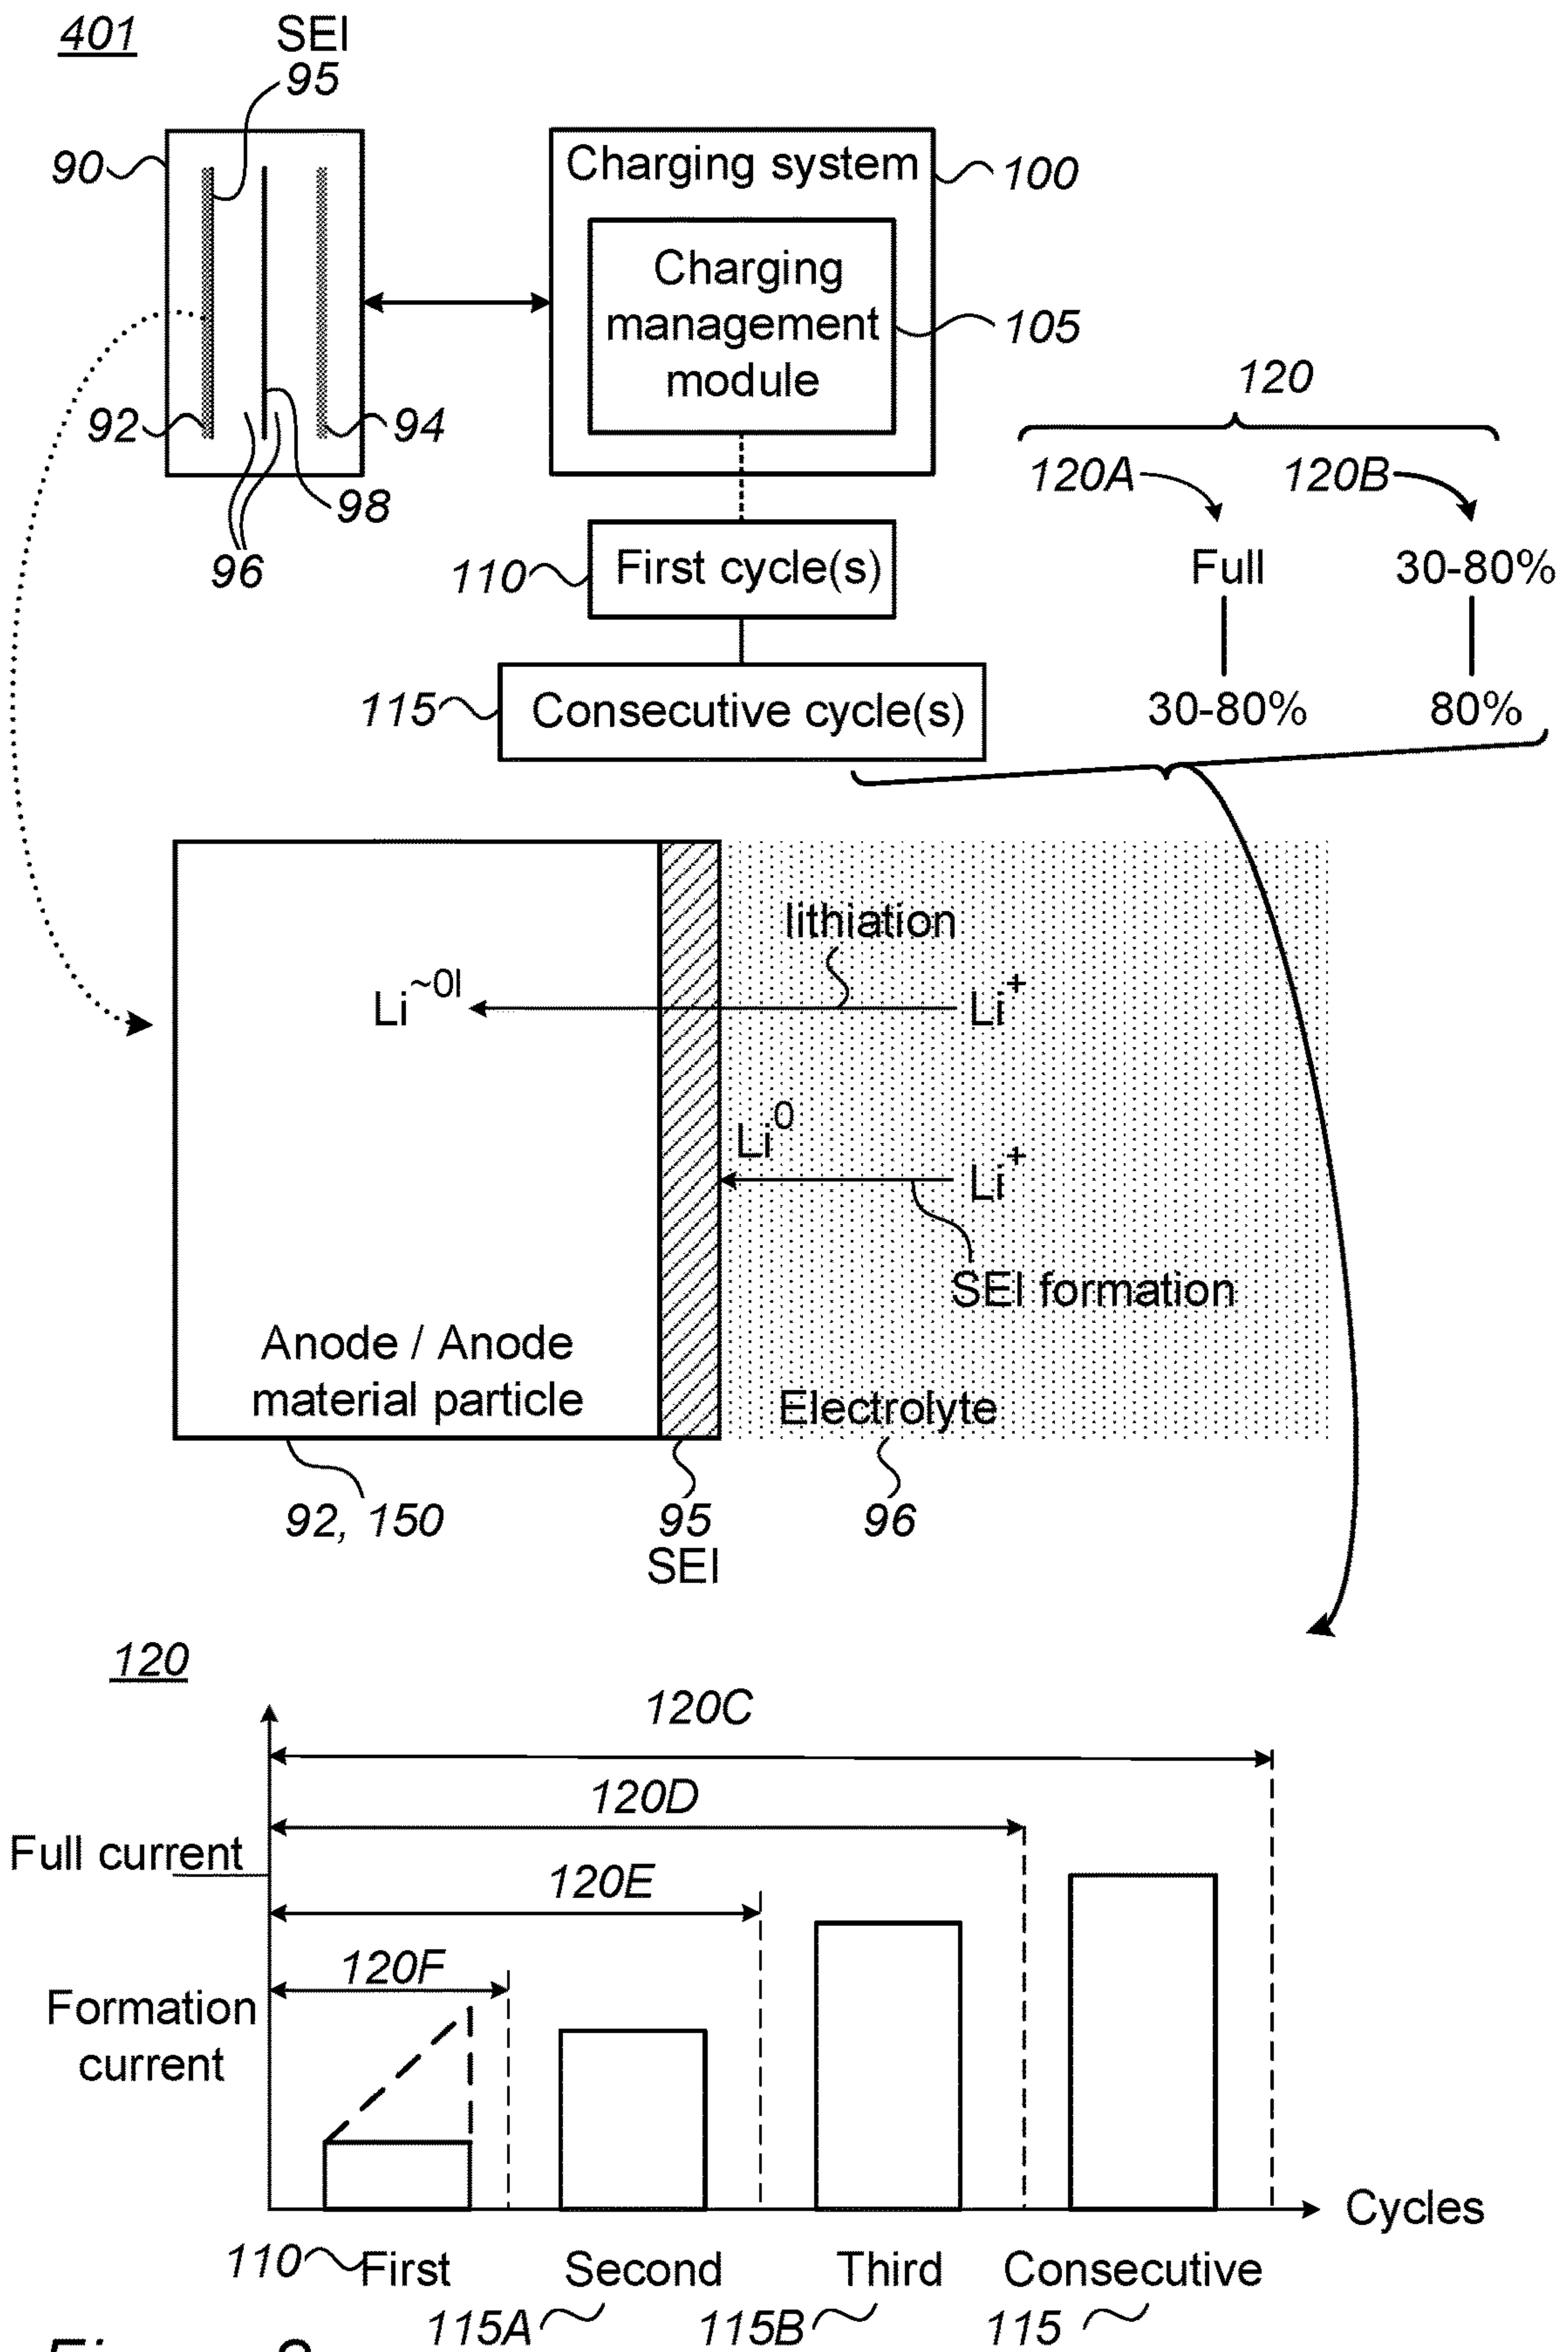 401
SEI
95
90
Charging system
100
Charging
management
module
105
92
94
98
96
120
120A
120B
110
First cycle(s)
Full
30-80%
115
Consecutive cycle(s)
30-80%
80%
lithiation
Li~0I
Li+
Li0
Li+
SEI formation
Anode / Anode
material particle
Electrolyte
92, 150
95
SEI
96
120
120C
120D
Full current
120E
120F
Formation
current
Cycles
110
First
Second
Third
Consecutive
115A
115B
115